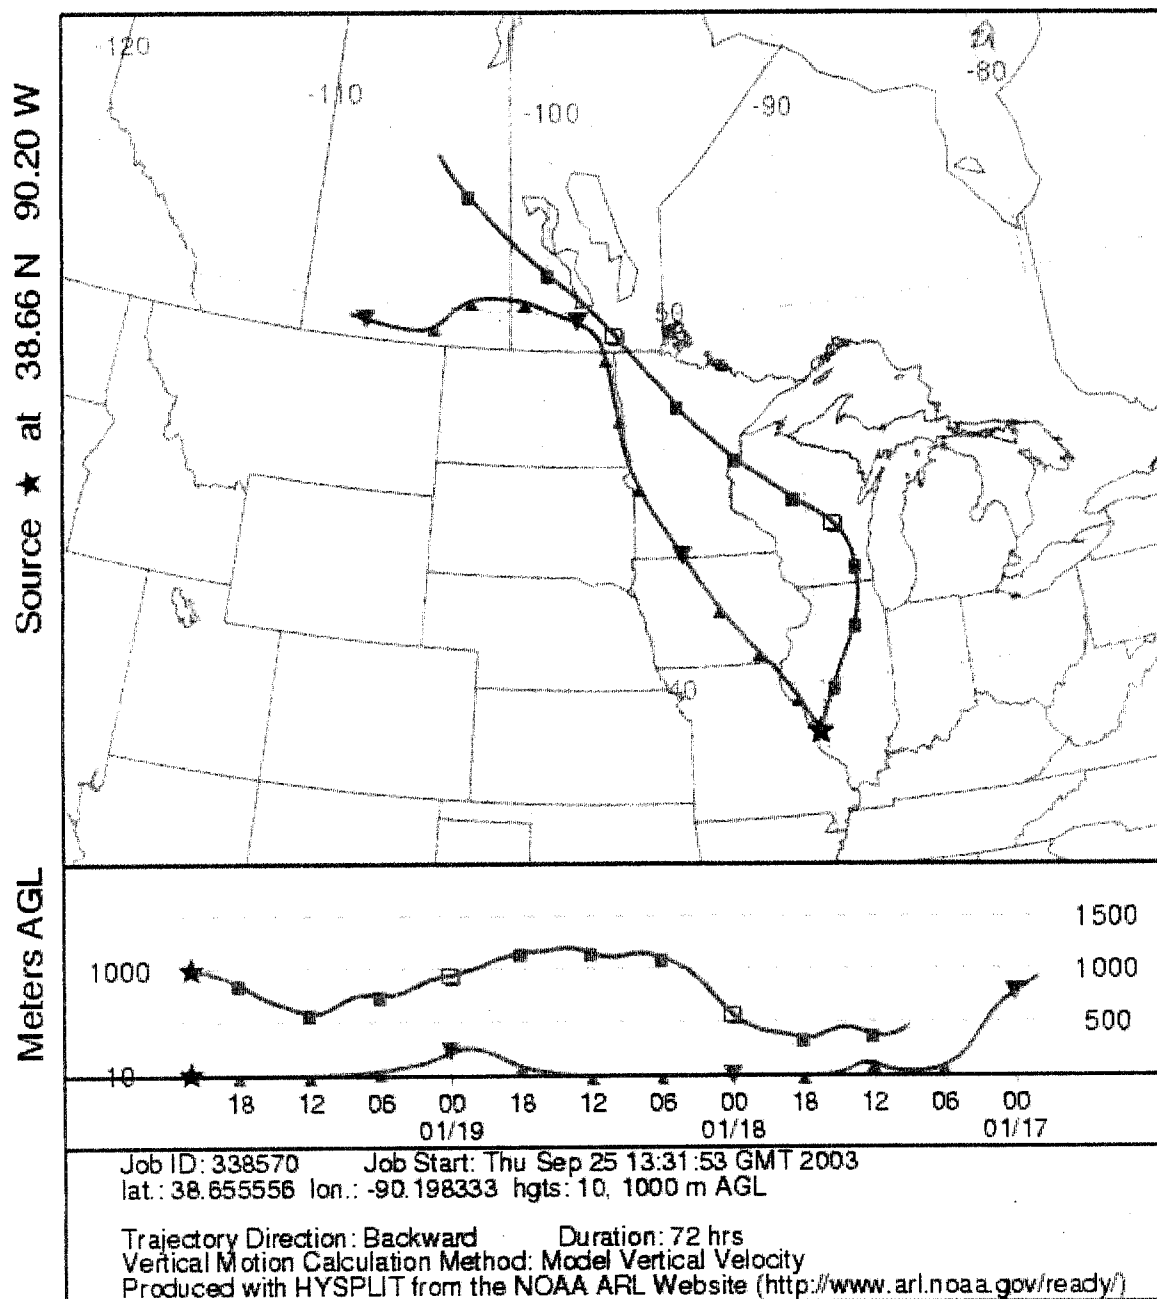 Source ★ at 38.66 N 90.20 W
-120
-110
-100
-90
-80
50
40
Meters AGL
1500
1000
1000
500
10
18 12 06 00 18 12 06 00 18 12 06 00
01/19 01/18 01/17
Job ID: 338570 Job Start: Thu Sep 25 13:31:53 GMT 2003
lat.: 38.655556 lon.: -90.198333 hgts: 10, 1000 m AGL
Trajectory Direction: Backward Duration: 72 hrs
Vertical Motion Calculation Method: Model Vertical Velocity
Produced with HYSPLIT from the NOAA ARL Website (http://www.arl.noaa.gov/ready/)